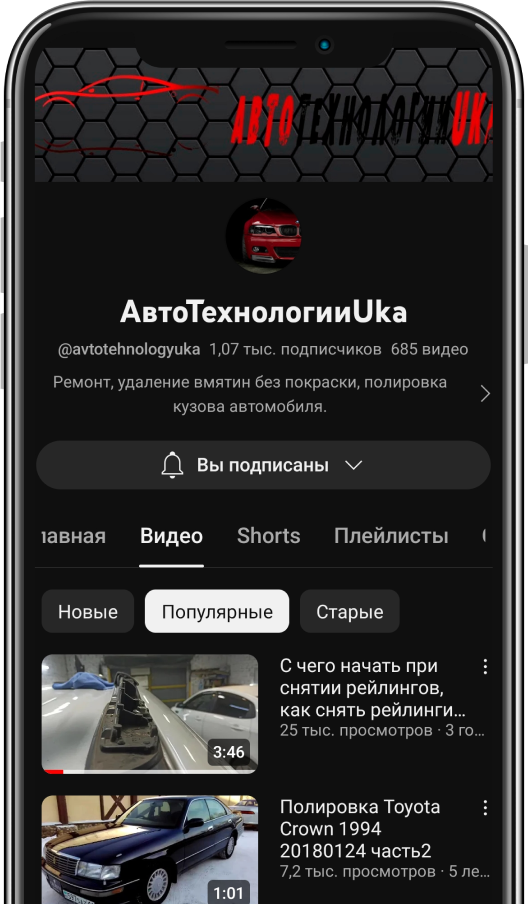 АВТОТЕХНОЛОГИИUKA
АвтоТехнологииUka
@avtotehnologyuka 1,07 тыс. подписчиков 685 видео
Ремонт, удаление вмятин без покраски, полировка
кузова автомобиля.
Вы подписаны
лавная Видео Shorts Плейлисты
Новые Популярные Старые
С чего начать при
снятии рейлингов,
как снять рейлинги...
25 тыс. просмотров · 3 го...
3:46
Полировка Toyota
Crown 1994
20180124 часть2
7,2 тыс. просмотров · 5 ле...
1:01